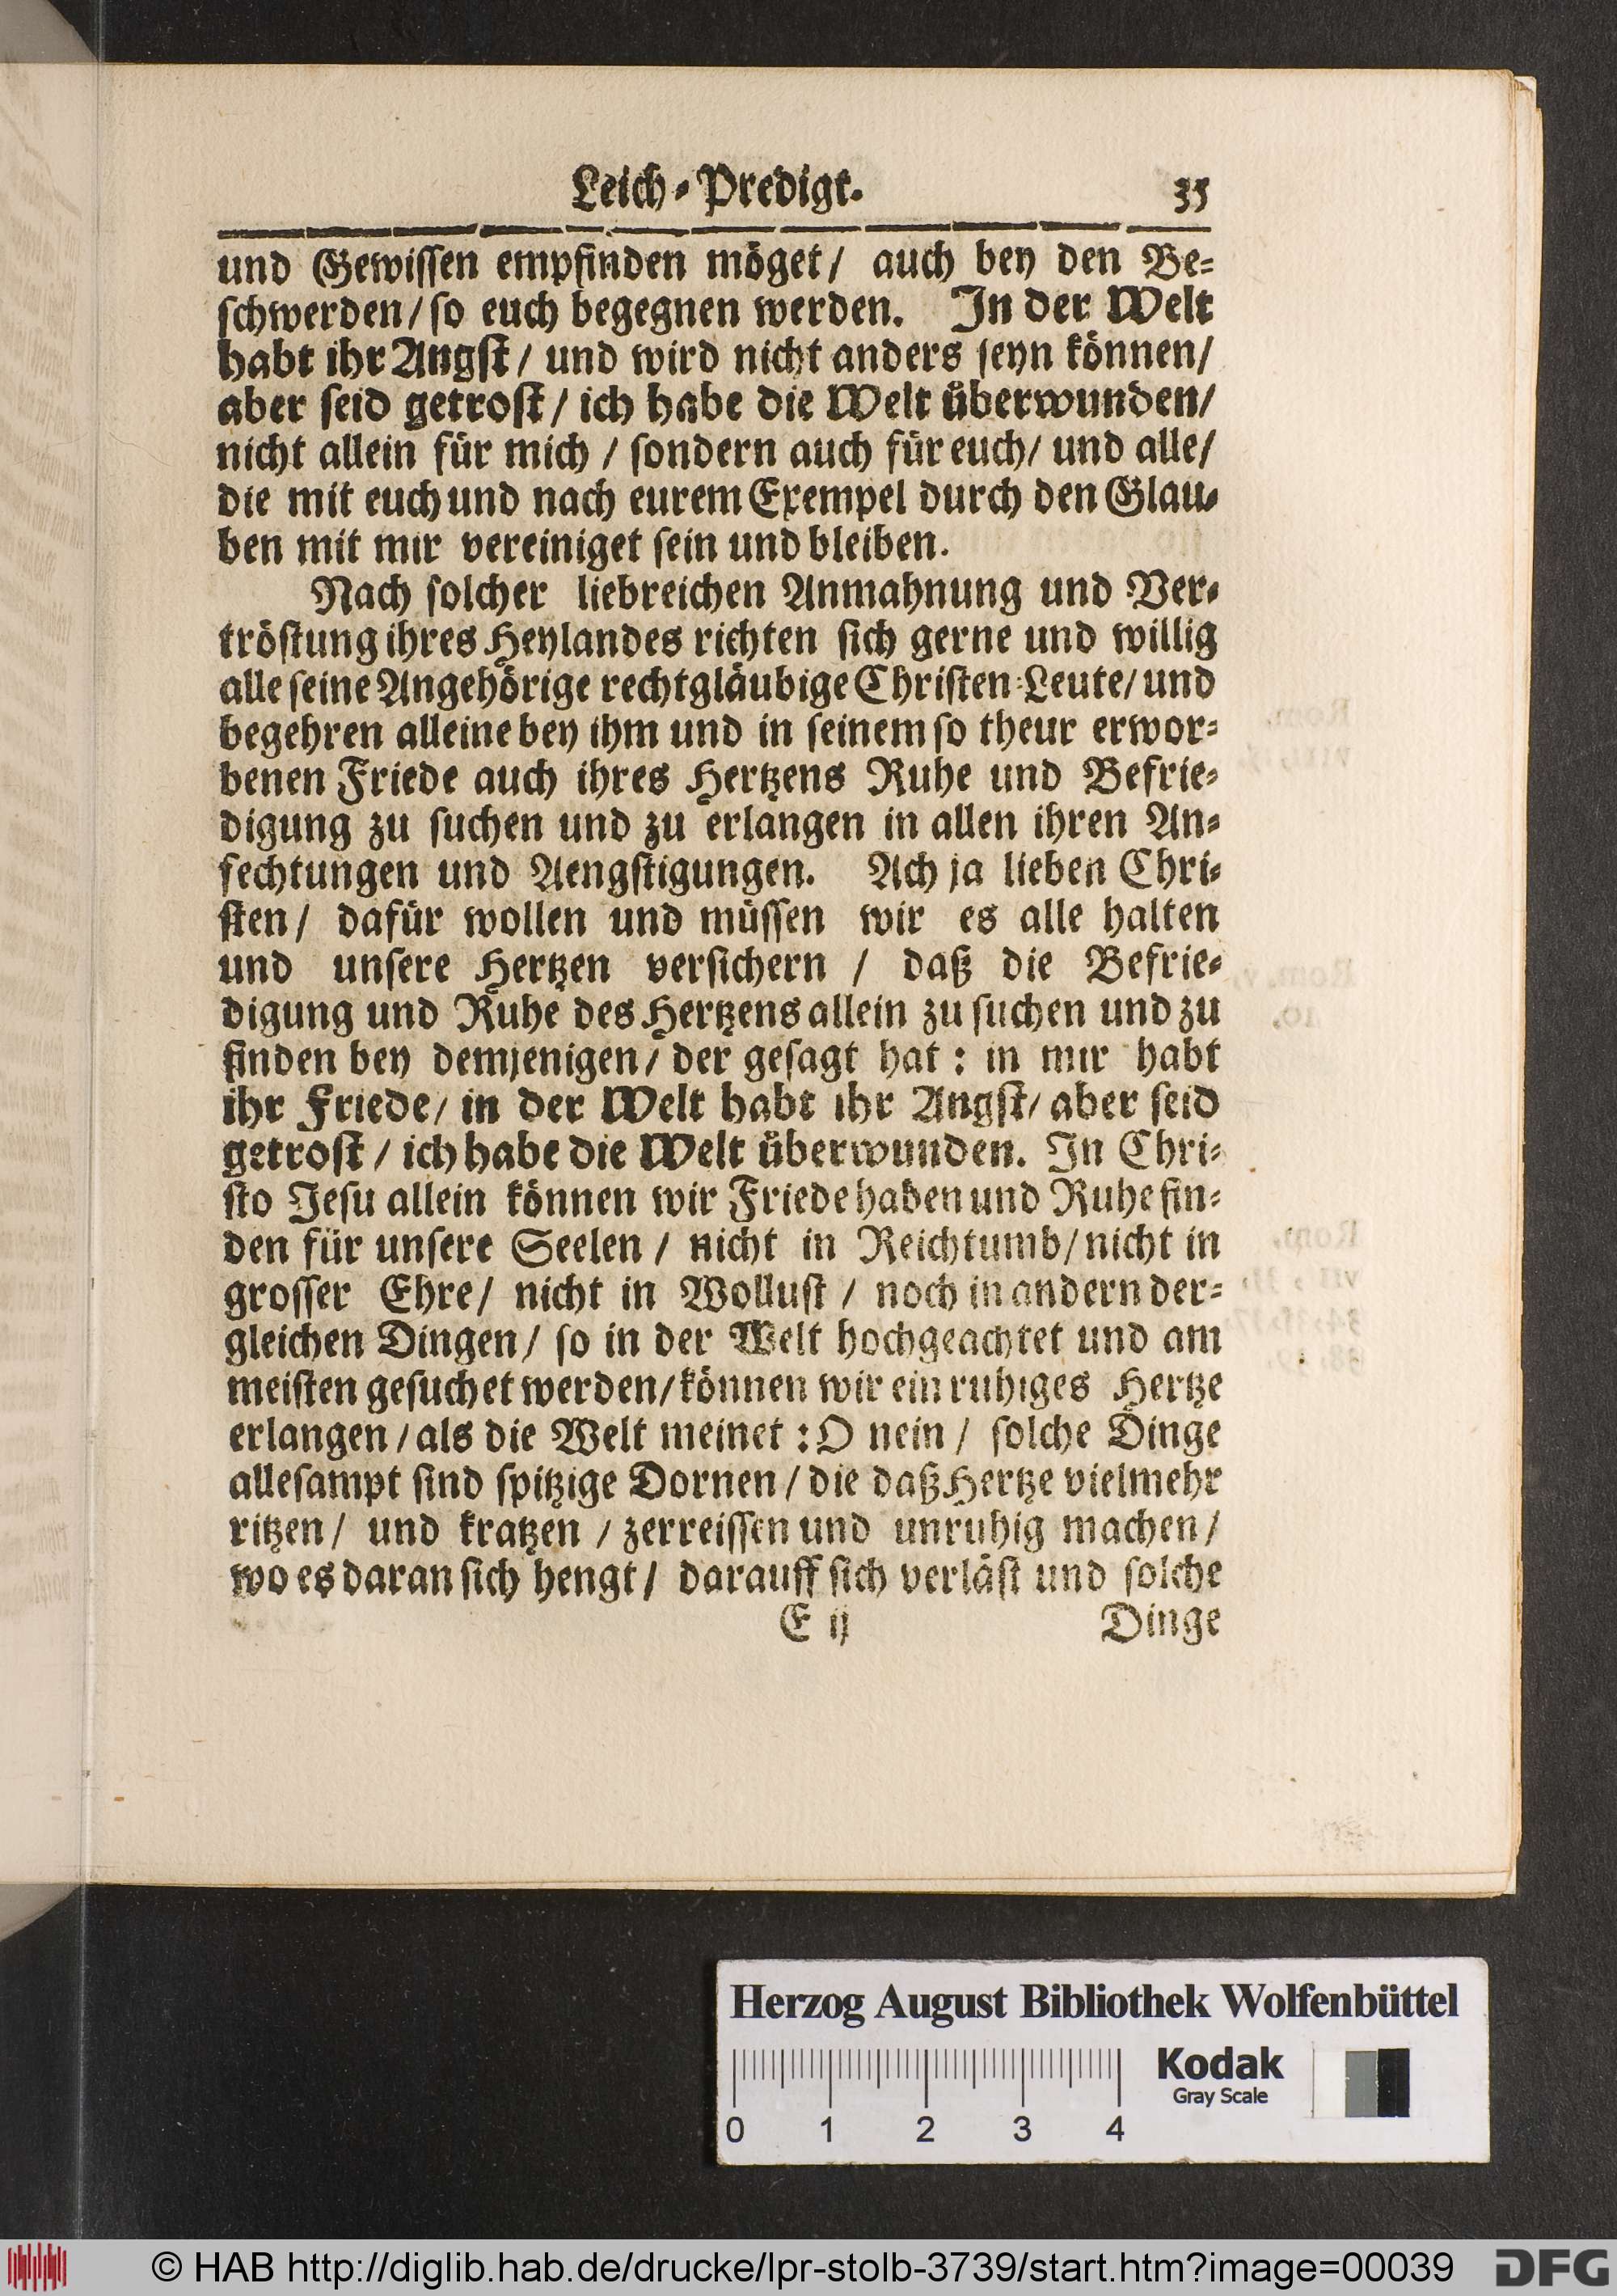 Leich-Predigt. 35
und Gewissen empfinden möget/ auch bey den Be-
schwerden/ so euch begegnen werden. In der Welt
habt ihr Angst/ und wird nicht anders seyn können/
aber seid getrost/ ich habe die Welt überwunden/
nicht allein für mich / sondern auch für euch/ und alle/
die mit euch und nach eurem Exempel durch den Glau-
ben mit mir vereiniget sein und bleiben.
Nach solcher liebreichen Anmahnung und Ver-
tröstung ihres Heylandes richten sich gerne und willig
alle seine Angehörige rechtgläubige Christen-Leute/ und
begehren alleine bey ihm und in seinem so theur erwor-
benen Friede auch ihres Hertzens Ruhe und Befrie-
digung zu suchen und zu erlangen in allen ihren An-
fechtungen und Aengstigungen. Ach ja lieben Chri-
sten/ dafür wollen und müssen wir es alle halten
und unsere Hertzen versichern / daß die Befrie-
digung und Ruhe des Hertzens allein zu suchen und zu
finden bey demjenigen/ der gesagt hat: in mir habt
ihr Friede/ in der Welt habt ihr Angst/ aber seid
getrost / ich habe die Welt überwunden. In Chri-
sto Jesu allein können wir Friede haben und Ruhe fin-
den für unsere Seelen / nicht in Reichtumb/ nicht in
grosser Ehre/ nicht in Wollust / noch in andern der-
gleichen Dingen/ so in der Welt hochgeachtet und am
meisten gesuchet werden/ können wir ein ruhiges Hertze
erlangen / als die Welt meinet: O nein / solche Dinge
allesampt sind spitzige Dornen / die daß Hertze vielmehr
ritzen/ und kratzen / zerreissen und unruhig machen/
wo es daran sich hengt/ darauff sich verläst und solche
E ij Dinge
Herzog August Bibliothek Wolfenbüttel
Kodak
Gray Scale
0 1 2 3 4
© HAB http://diglib.hab.de/drucke/lpr-stolb-3739/start.htm?image=00039 DFG